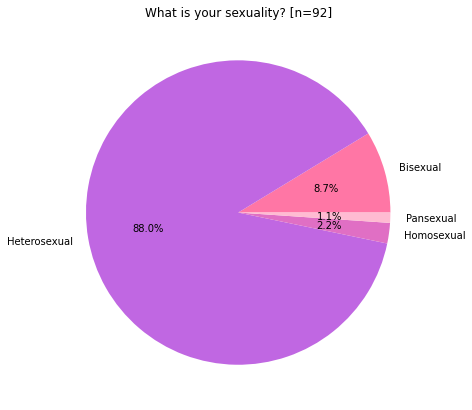 What is your sexuality? [n=92]
Bisexual
8.7%
Pansexual
1.1%
Homosexual
2.2%
Heterosexual
88.0%